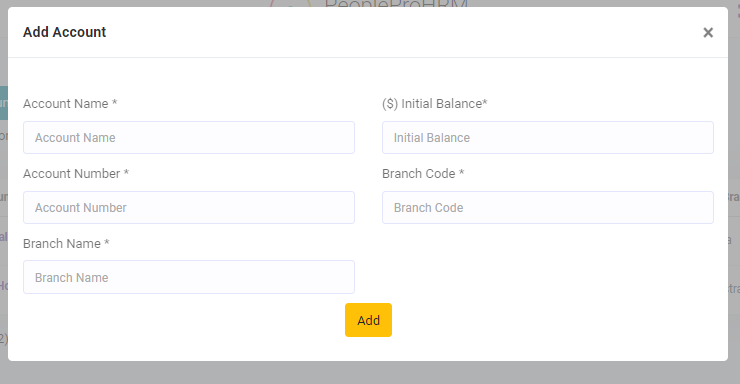 PeopleProHRM
Add Account
×
Account Name *
($) Initial Balance*
Account Name
Initial Balance
Account Number *
Branch Code *
Account Number
Branch Code
Branch Name *
Branch Name
Add